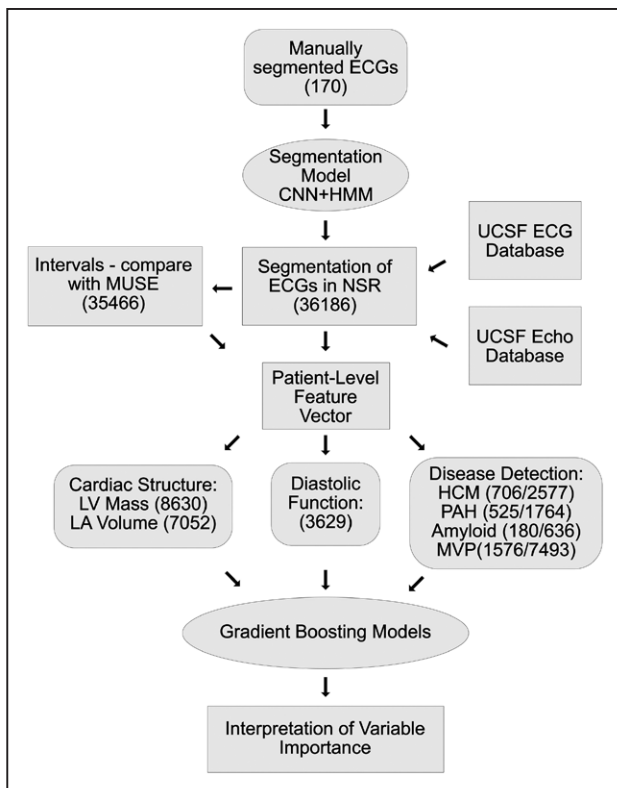 Manually
segmented ECGs
(170)
Segmentation
Model
CNN+HMM
UCSF ECG
Database
Intervals - compare
with MUSE
(35466)
Segmentation of
ECGs in NSR
(36186)
UCSF Echo
Database
Patient-Level
Feature
Vector
Cardiac Structure:
LV Mass (8630)
LA Volume (7052)
Diastolic
Function:
(3629)
Disease Detection:
HCM (706/2577)
PAH (525/1764)
Amyloid (180/636)
MVP(1576/7493)
Gradient Boosting Models
Interpretation of Variable
Importance